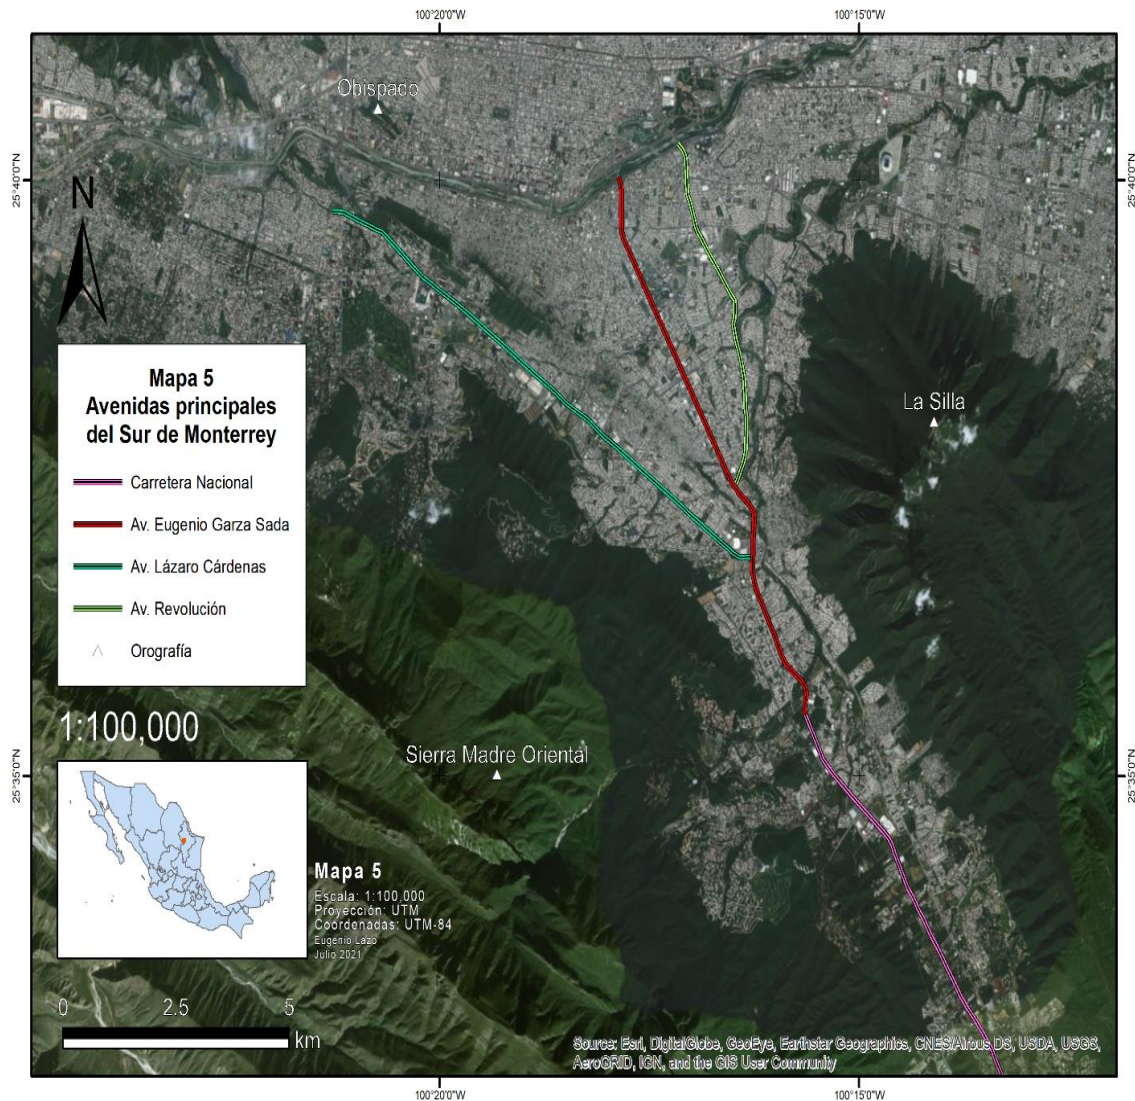 100°20'0"W
100°15'0"W
Obispado
25°40'0"N
25°40'0"N
N
La Silla
Mapa 5
Avenidas principales
del Sur de Monterrey
Carretera Nacional
Av. Eugenio Garza Sada
Av. Lázaro Cárdenas
Av. Revolución
Orografía
1:100,000
Sierra Madre Oriental
25°35'0"N
25°35'0"N
Mapa 5
Escala: 1:100,000
Proyección: UTM
Coordenadas: UTM-84
Eugenio Lazo
Julio 2021
0 2.5 5
km
Source: Esri, DigitalGlobe, GeoEye, Earthstar Geographics, CNES/Airbus DS, USDA, USGS,
AeroGRID, IGN, and the GIS User Community
100°20'0"W
100°15'0"W